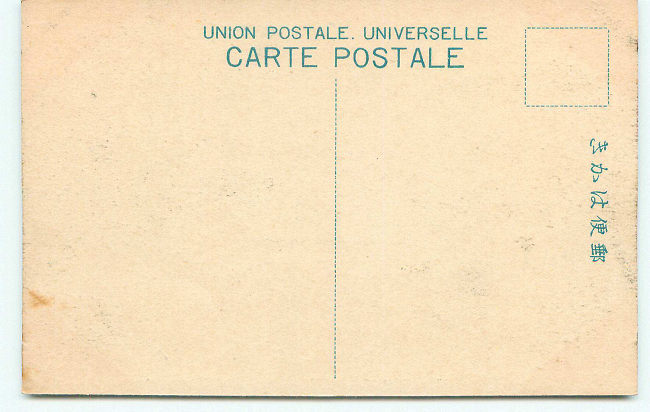 UNION POSTALE. UNIVERSELLE
CARTE POSTALE
郵便はかき